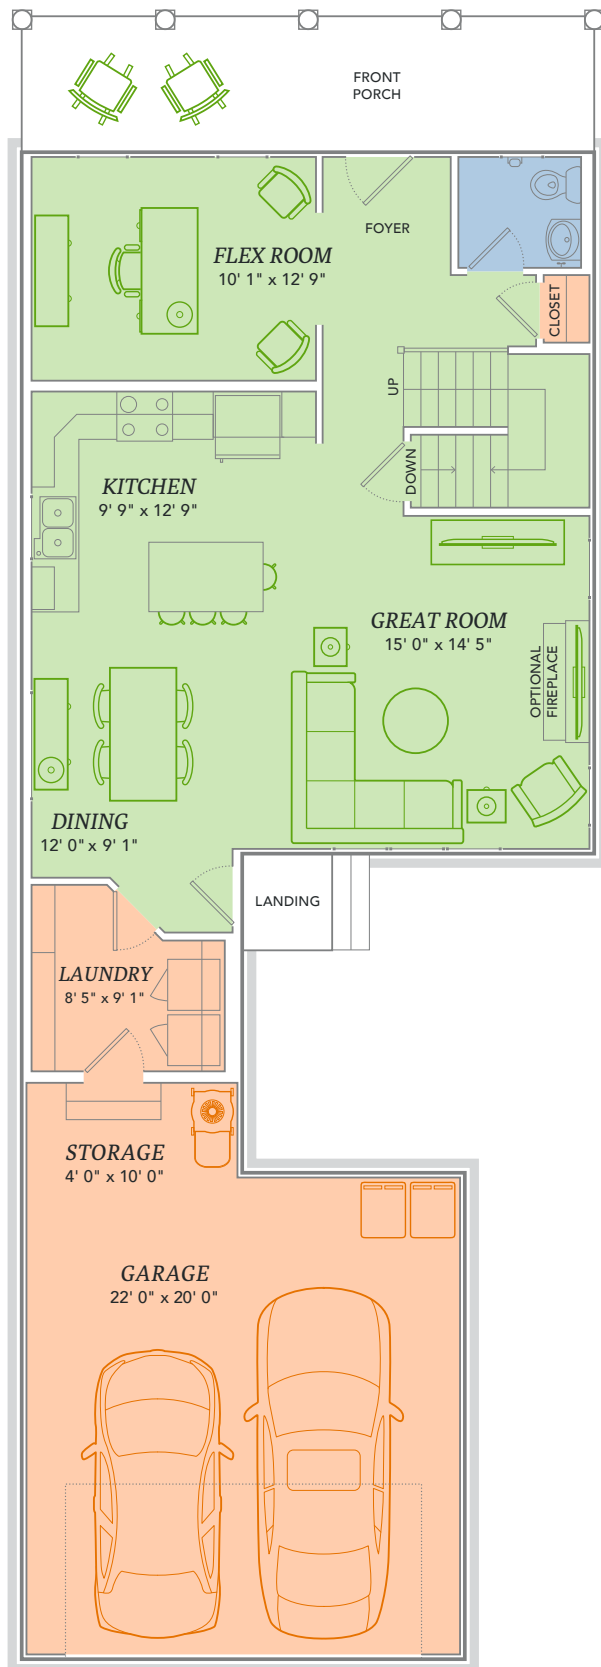 FRONT
PORCH
FOYER
FLEX ROOM
10' 1" x 12' 9"
CLOSET
UP
DOWN
KITCHEN
9' 9" x 12' 9"
GREAT ROOM
15' 0" x 14' 5"
OPTIONAL
FIREPLACE
DINING
12' 0" x 9' 1"
LANDING
LAUNDRY
8' 5" x 9' 1"
STORAGE
4' 0" x 10' 0"
GARAGE
22' 0" x 20' 0"